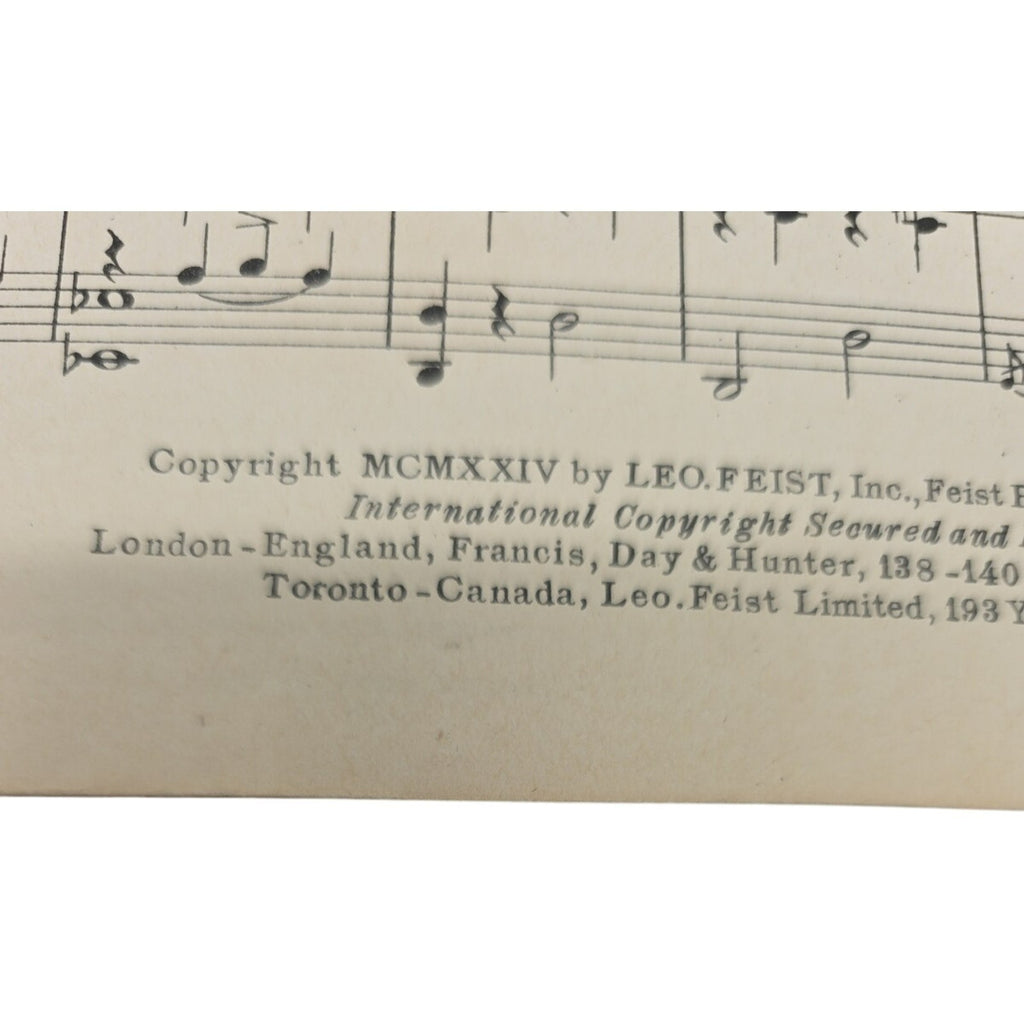 Copyright MCMXXIV by LEO.FEIST, Inc., Feist
International Copyright Secured and
London-England, Francis, Day & Hunter, 138-140
Toronto-Canada, Leo.Feist Limited, 193